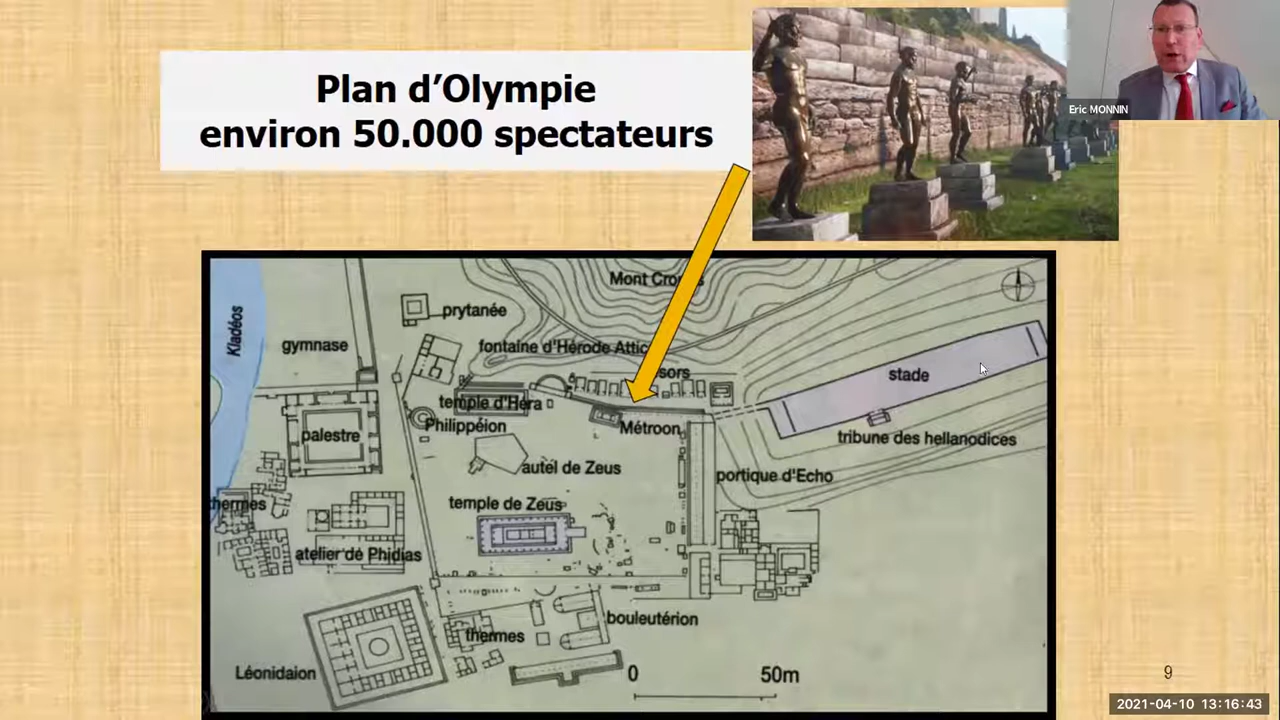 Plan d’Olympie
environ 50.000 spectateurs
Eric MONNIN
Mont
Kladéos
prytanée
gymnase
fontaine d'Hérode Attic
sors
stade
temple d'Héra
Philippéion
Métroon
palestre
tribune des hellanodices
autel de Zeus
portique d'Echo
thermes
temple de Zeus
atelier de Phidias
bouleutérion
thermes
Léonidaion
0 50m
9
2021-04-10 13:16:43